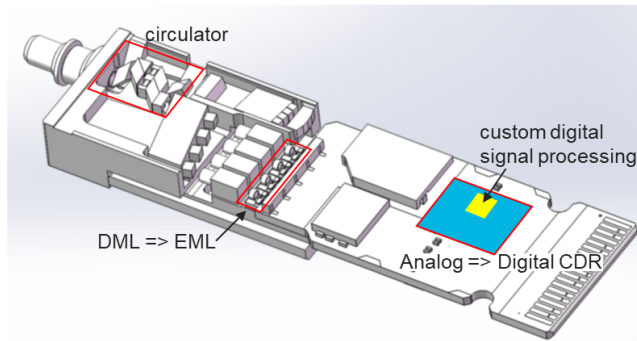 circulator
custom digital
signal processing
DML => EML
Analog => Digital CDR